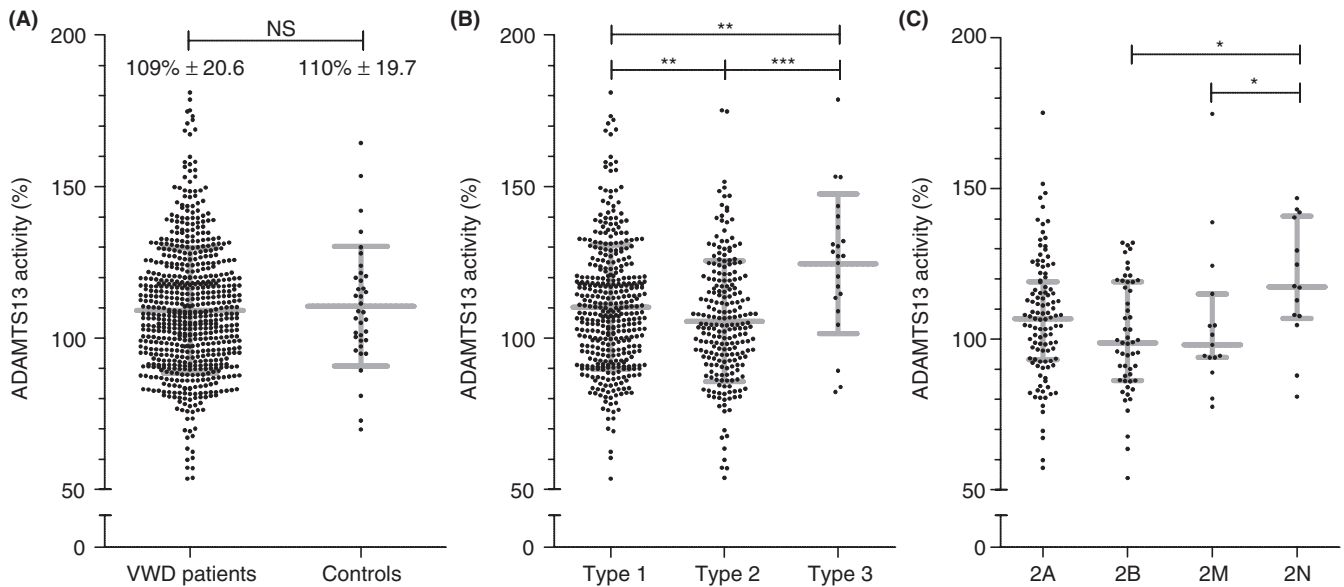 (A)
200
150
100
50
0
ADAMTS13 activity (%)
NS
109% ± 20.6
110% ± 19.7
VWD patients
Controls
(B)
200
150
100
50
0
ADAMTS13 activity (%)
**
**
***
Type 1
Type 2
Type 3
(C)
200
150
100
50
0
ADAMTS13 activity (%)
*
*
2A
2B
2M
2N